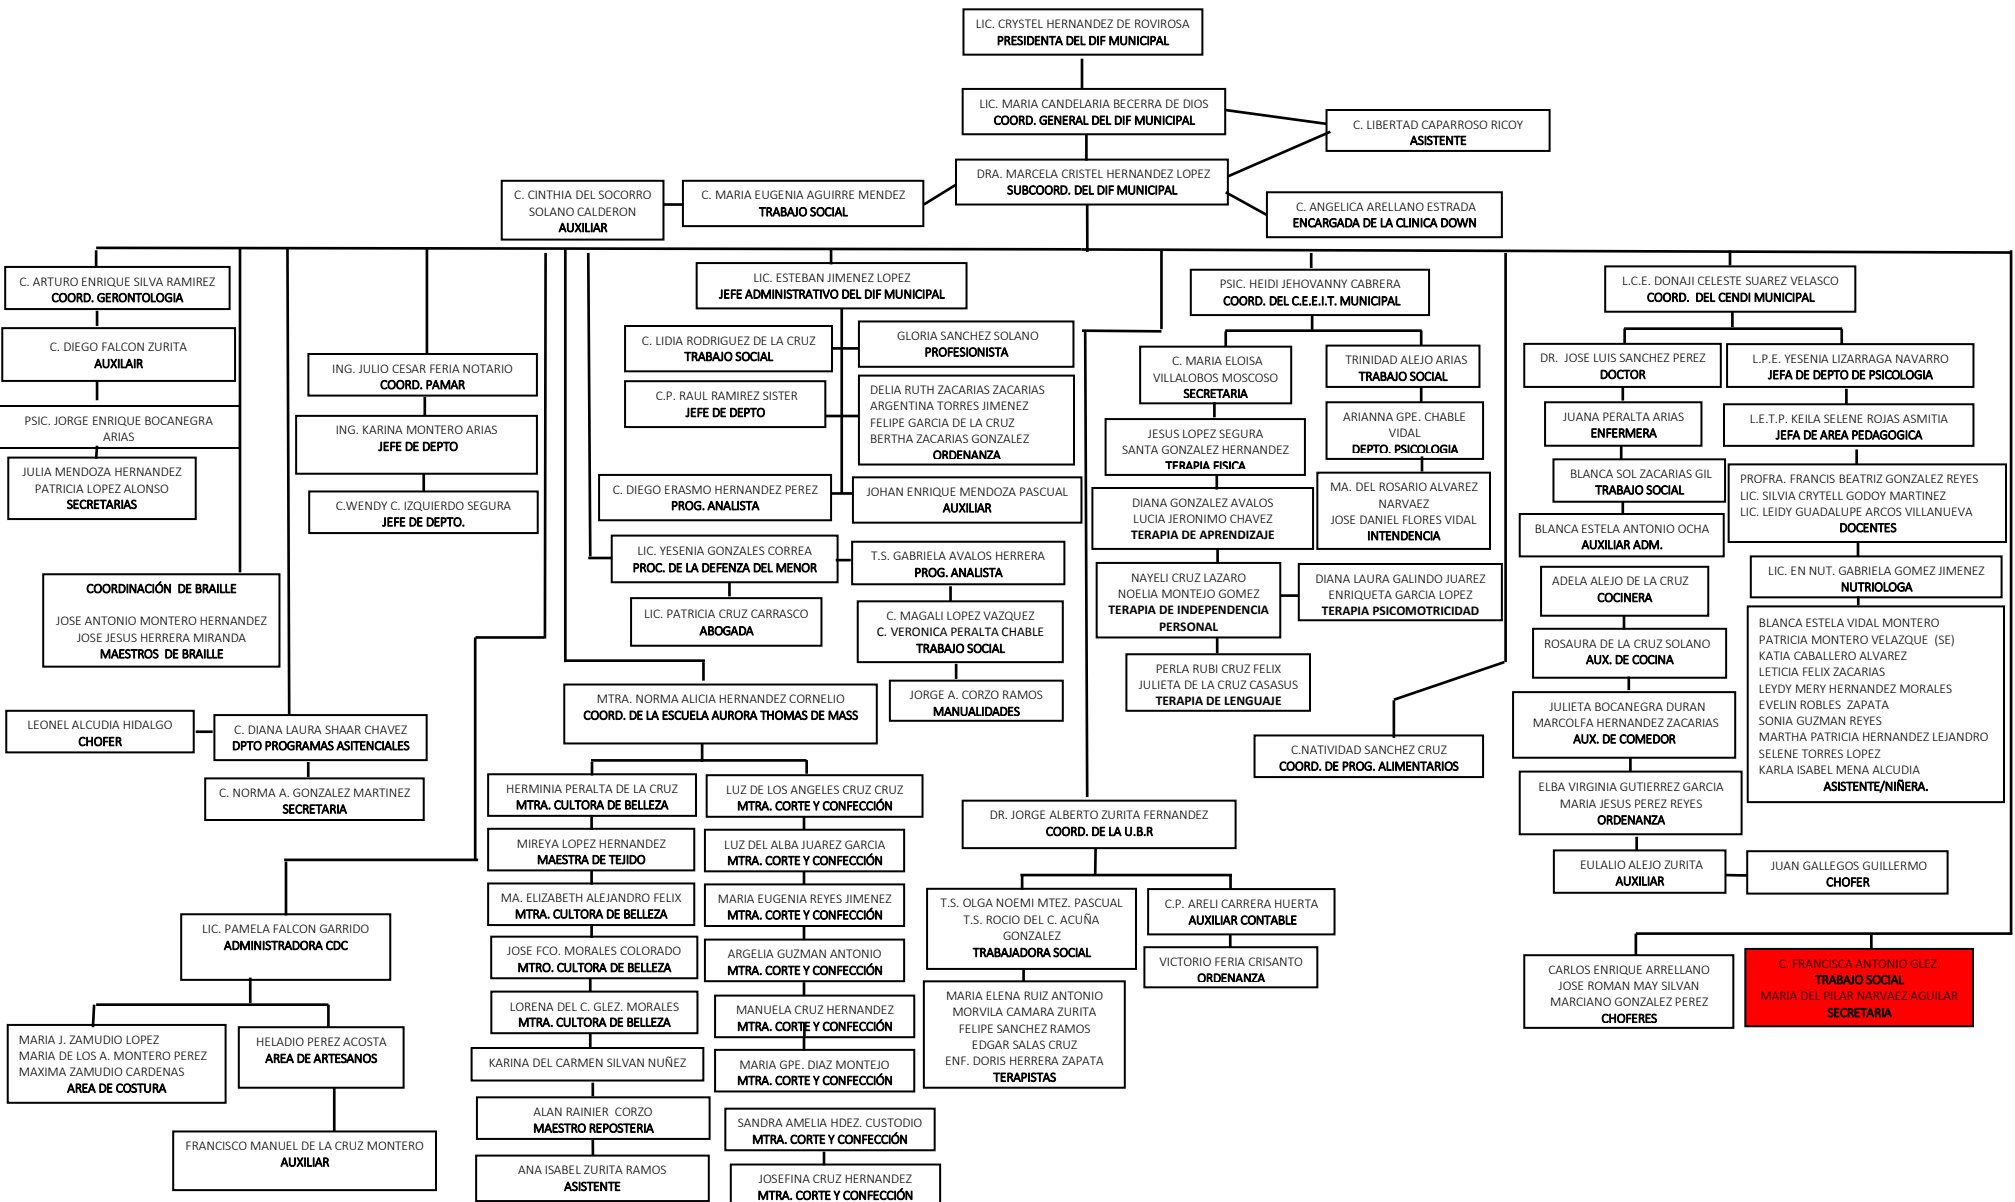 LIC. CRYSTEL HERNANDEZ DE ROVIROSA
PRESIDENTA DEL DIF MUNICIPAL
LIC. MARIA CANDELARIA BECERRA DE DIOS
COORD. GENERAL DEL DIF MUNICIPAL
C. LIBERTAD CAPARROSO RICOY
ASISTENTE
DRA. MARCELA CRISTEL HERNANDEZ LOPEZ
SUBCOORD. DEL DIF MUNICIPAL
C. CINTHIA DEL SOCORRO
SOLANO CALDERON
AUXILIAR
C. MARIA EUGENIA AGUIRRE MENDEZ
TRABAJO SOCIAL
C. ANGELICA ARELLANO ESTRADA
ENCARGADA DE LA CLINICA DOWN
C. ARTURO ENRIQUE SILVA RAMIREZ
COORD. GERONTOLOGIA
C. DIEGO FALCON ZURITA
AUXILAIR
PSIC. JORGE ENRIQUE BOCANEGRA
ARIAS
JULIA MENDOZA HERNANDEZ
PATRICIA LOPEZ ALONSO
SECRETARIAS
COORDINACIÓN DE BRAILLE
JOSE ANTONIO MONTERO HERNANDEZ
JOSE JESUS HERRERA MIRANDA
MAESTROS DE BRAILLE
LEONEL ALCUDIA HIDALGO
CHOFER
C. DIANA LAURA SHAAR CHAVEZ
DPTO PROGRAMAS ASITENCIALES
C. NORMA A. GONZALEZ MARTINEZ
SECRETARIA
ING. JULIO CESAR FERIA NOTARIO
COORD. PAMAR
ING. KARINA MONTERO ARIAS
JEFE DE DEPTO
C.WENDY C. IZQUIERDO SEGURA
JEFE DE DEPTO.
LIC. PAMELA FALCON GARRIDO
ADMINISTRADORA CDC
MARIA J. ZAMUDIO LOPEZ
MARIA DE LOS A. MONTERO PEREZ
MAXIMA ZAMUDIO CARDENAS
AREA DE COSTURA
HELADIO PEREZ ACOSTA
AREA DE ARTESANOS
FRANCISCO MANUEL DE LA CRUZ MONTERO
AUXILIAR
LIC. ESTEBAN JIMENEZ LOPEZ
JEFE ADMINISTRATIVO DEL DIF MUNICIPAL
C. LIDIA RODRIGUEZ DE LA CRUZ
TRABAJO SOCIAL
GLORIA SANCHEZ SOLANO
PROFESIONISTA
C.P. RAUL RAMIREZ SISTER
JEFE DE DEPTO
DELIA RUTH ZACARIAS ZACARIAS
ARGENTINA TORRES JIMENEZ
FELIPE GARCIA DE LA CRUZ
BERTHA ZACARIAS GONZALEZ
ORDENANZA
C. DIEGO ERASMO HERNANDEZ PEREZ
PROG. ANALISTA
JOHAN ENRIQUE MENDOZA PASCUAL
AUXILIAR
LIC. YESENIA GONZALES CORREA
PROC. DE LA DEFENZA DEL MENOR
T.S. GABRIELA AVALOS HERRERA
PROG. ANALISTA
LIC. PATRICIA CRUZ CARRASCO
ABOGADA
C. MAGALI LOPEZ VAZQUEZ
C. VERONICA PERALTA CHABLE
TRABAJO SOCIAL
JORGE A. CORZO RAMOS
MANUALIDADES
MTRA. NORMA ALICIA HERNANDEZ CORNELIO
COORD. DE LA ESCUELA AURORA THOMAS DE MASS
HERMINIA PERALTA DE LA CRUZ
MTRA. CULTORA DE BELLEZA
MIREYA LOPEZ HERNANDEZ
MAESTRA DE TEJIDO
MA. ELIZABETH ALEJANDRO FELIX
MTRA. CULTORA DE BELLEZA
JOSE FCO. MORALES COLORADO
MTRO. CULTORA DE BELLEZA
LORENA DEL C. GLEZ. MORALES
MTRA. CULTORA DE BELLEZA
KARINA DEL CARMEN SILVAN NUÑEZ
ALAN RAINIER CORZO
MAESTRO REPOSTERIA
ANA ISABEL ZURITA RAMOS
ASISTENTE
LUZ DE LOS ANGELES CRUZ CRUZ
MTRA. CORTE Y CONFECCIÓN
LUZ DEL ALBA JUAREZ GARCIA
MTRA. CORTE Y CONFECCIÓN
MARIA EUGENIA REYES JIMENEZ
MTRA. CORTE Y CONFECCIÓN
ARGELIA GUZMAN ANTONIO
MTRA. CORTE Y CONFECCIÓN
MANUELA CRUZ HERNANDEZ
MTRA. CORTE Y CONFECCIÓN
MARIA GPE. DIAZ MONTEJO
MTRA. CORTE Y CONFECCIÓN
SANDRA AMELIA HDEZ. CUSTODIO
MTRA. CORTE Y CONFECCIÓN
JOSEFINA CRUZ HERNANDEZ
MTRA. CORTE Y CONFECCIÓN
DR. JORGE ALBERTO ZURITA FERNANDEZ
COORD. DE LA U.B.R
T.S. OLGA NOEMI MTEZ. PASCUAL
T.S. ROCIO DEL C. ACUÑA
GONZALEZ
TRABAJADORA SOCIAL
MARIA ELENA RUIZ ANTONIO
MORVILA CAMARA ZURITA
FELIPE SANCHEZ RAMOS
EDGAR SALAS CRUZ
ENF. DORIS HERRERA ZAPATA
TERAPISTAS
C.P. ARELI CARRERA HUERTA
AUXILIAR CONTABLE
VICTORIO FERIA CRISANTO
ORDENANZA
PSIC. HEIDI JEHOVANNY CABRERA
COORD. DEL C.E.E.I.T. MUNICIPAL
C. MARIA ELOISA
VILLALOBOS MOSCOSO
SECRETARIA
TRINIDAD ALEJO ARIAS
TRABAJO SOCIAL
JESUS LOPEZ SEGURA
SANTA GONZALEZ HERNANDEZ
TERAPIA FISICA
ARIANNA GPE. CHABLE
VIDAL
DEPTO. PSICOLOGIA
DIANA GONZALEZ AVALOS
LUCIA JERONIMO CHAVEZ
TERAPIA DE APRENDIZAJE
MA. DEL ROSARIO ALVAREZ
NARVAEZ
JOSE DANIEL FLORES VIDAL
INTENDENCIA
NAYELI CRUZ LAZARO
NOELIA MONTEJO GOMEZ
TERAPIA DE INDEPENDENCIA
PERSONAL
DIANA LAURA GALINDO JUAREZ
ENRIQUETA GARCIA LOPEZ
TERAPIA PSICOMOTRICIDAD
PERLA RUBI CRUZ FELIX
JULIETA DE LA CRUZ CASASUS
TERAPIA DE LENGUAJE
C.NATIVIDAD SANCHEZ CRUZ
COORD. DE PROG. ALIMENTARIOS
L.C.E. DONAJI CELESTE SUAREZ VELASCO
COORD. DEL CENDI MUNICIPAL
DR. JOSE LUIS SANCHEZ PEREZ
DOCTOR
JUANA PERALTA ARIAS
ENFERMERA
BLANCA SOL ZACARIAS GIL
TRABAJO SOCIAL
BLANCA ESTELA ANTONIO OCHA
AUXILIAR ADM.
ADELA ALEJO DE LA CRUZ
COCINERA
ROSAURA DE LA CRUZ SOLANO
AUX. DE COCINA
JULIETA BOCANEGRA DURAN
MARCOLFA HERNANDEZ ZACARIAS
AUX. DE COMEDOR
ELBA VIRGINIA GUTIERREZ GARCIA
MARIA JESUS PEREZ REYES
ORDENANZA
EULALIO ALEJO ZURITA
AUXILIAR
JUAN GALLEGOS GUILLERMO
CHOFER
L.P.E. YESENIA LIZARRAGA NAVARRO
JEFA DE DEPTO DE PSICOLOGIA
L.E.T.P. KEILA SELENE ROJAS ASMITIA
JEFA DE AREA PEDAGOGICA
PROFRA. FRANCIS BEATRIZ GONZALEZ REYES
LIC. SILVIA CRYTELL GODOY MARTINEZ
LIC. LEIDY GUADALUPE ARCOS VILLANUEVA
DOCENTES
LIC. EN NUT. GABRIELA GOMEZ JIMENEZ
NUTRIOLOGA
BLANCA ESTELA VIDAL MONTERO
PATRICIA MONTERO VELAZQUE (SE)
KATIA CABALLERO ALVAREZ
LETICIA FELIX ZACARIAS
LEYDY MERY HERNANDEZ MORALES
EVELIN ROBLES ZAPATA
SONIA GUZMAN REYES
MARTHA PATRICIA HERNANDEZ LEJANDRO
SELENE TORRES LOPEZ
KARLA ISABEL MENA ALCUDIA
ASISTENTE/NIÑERA.
CARLOS ENRIQUE ARRELLANO
JOSE ROMAN MAY SILVAN
MARCIANO GONZALEZ PEREZ
CHOFERES
C. FRANCISCA ANTONIO GLEZ.
TRABAJO SOCIAL
MARIA DEL PILAR NARVAEZ AGUILAR
SECRETARIA